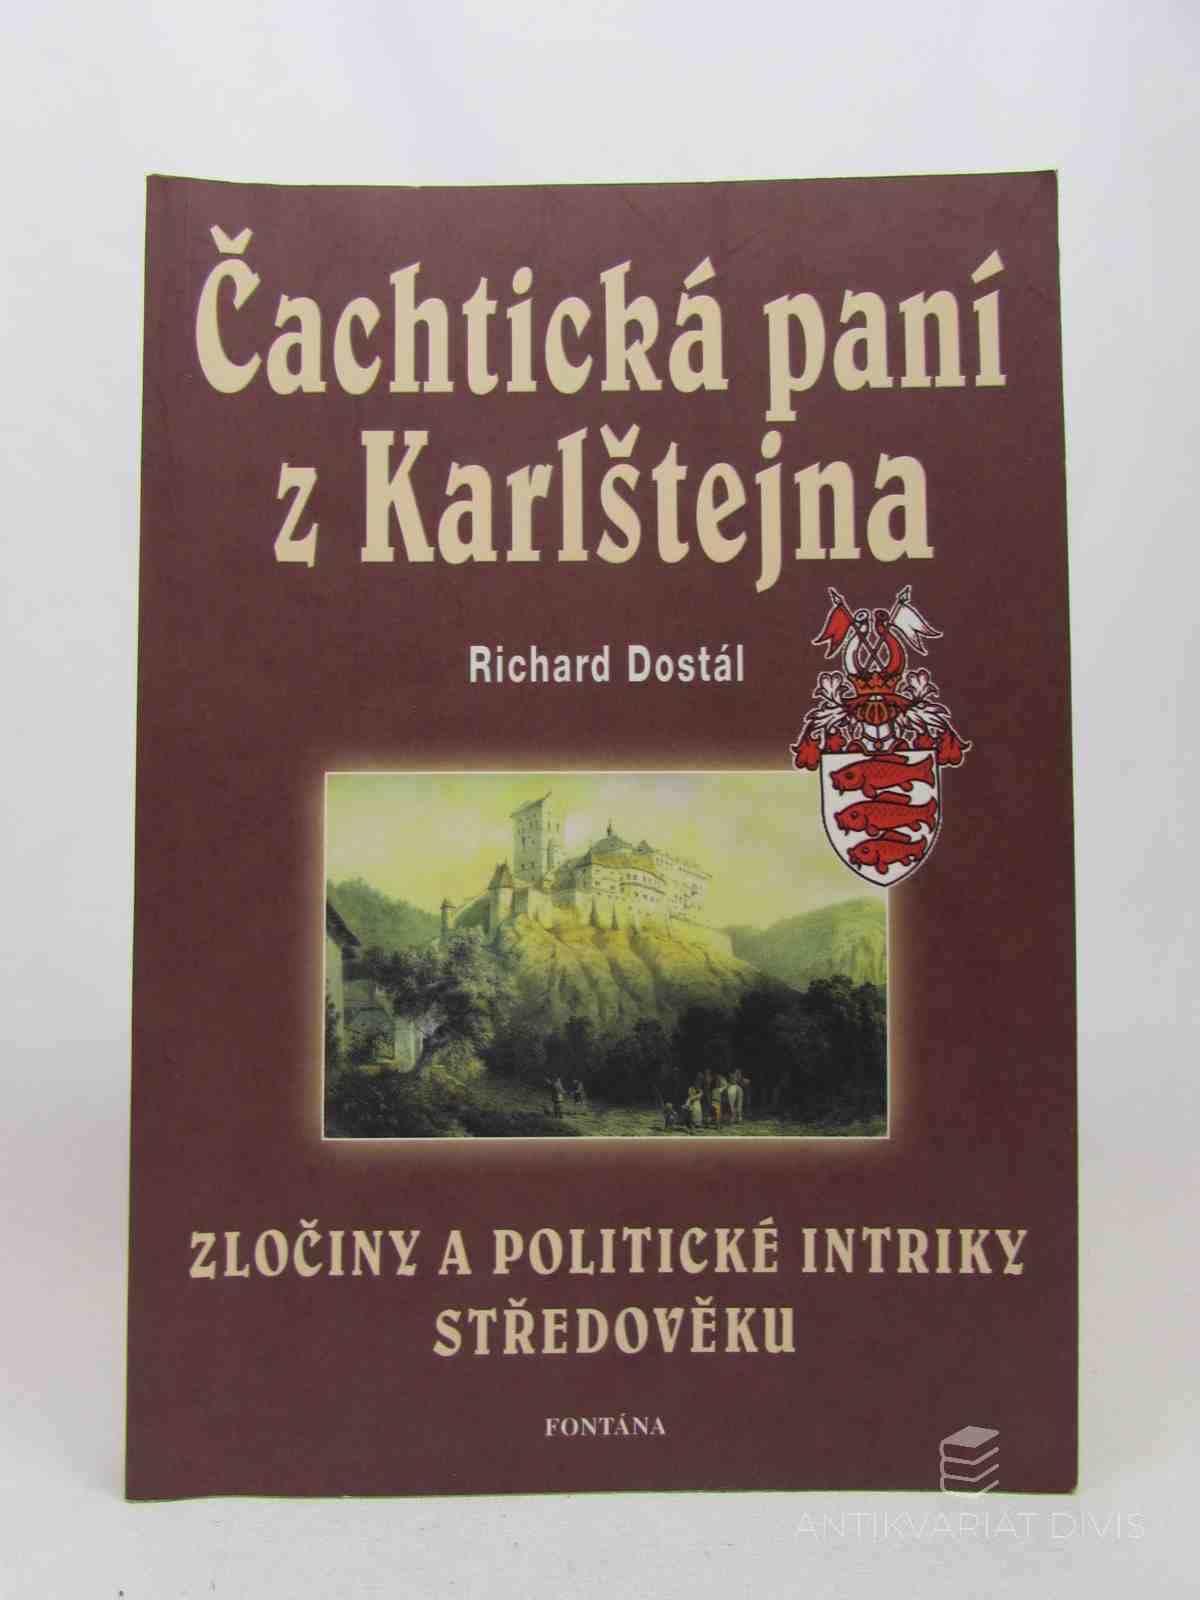 Čachtická paní
z Karlštejna
Richard Dostál
ZLOČINY A POLITICKÉ INTRIKY
STŘEDOVĚKU
FONTÁNA
ANTIKVARIAT DIVIS